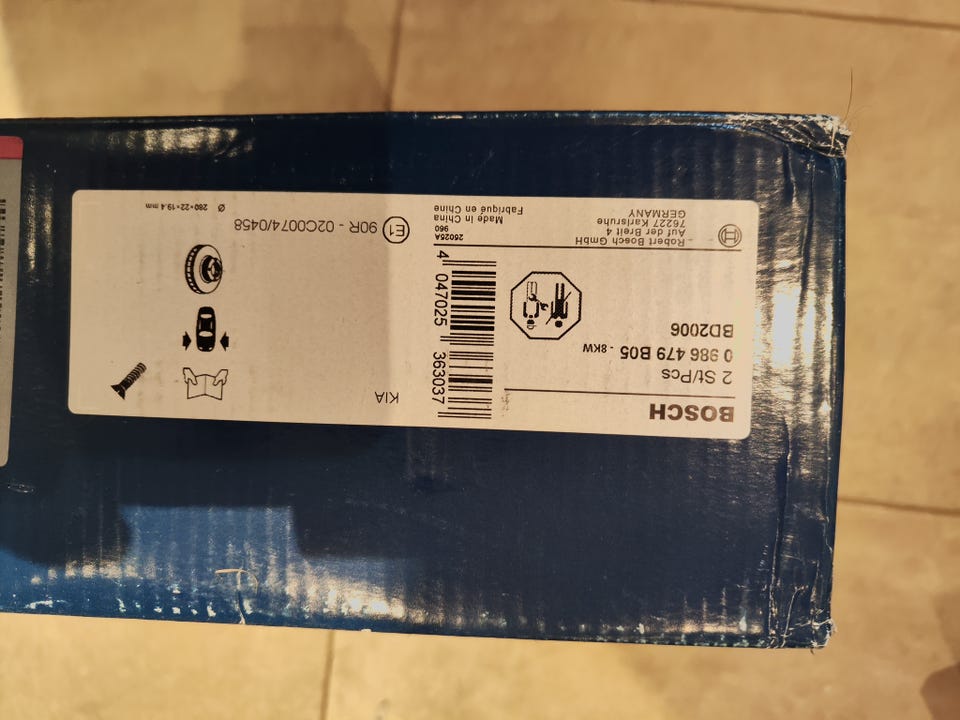 BOSCH
2 St/Pcs
0 986 479 B05 - 8KW
BD2006
Robert Bosch GmbH
Auf der Breit 4
76227 Karlsruhe
GERMANY
4 047025 363037
26025A
960
Made in China
Fabriqué en Chine
KIA
E1 90R - 02C0074/0458
Ø 280×22×19.4 mm